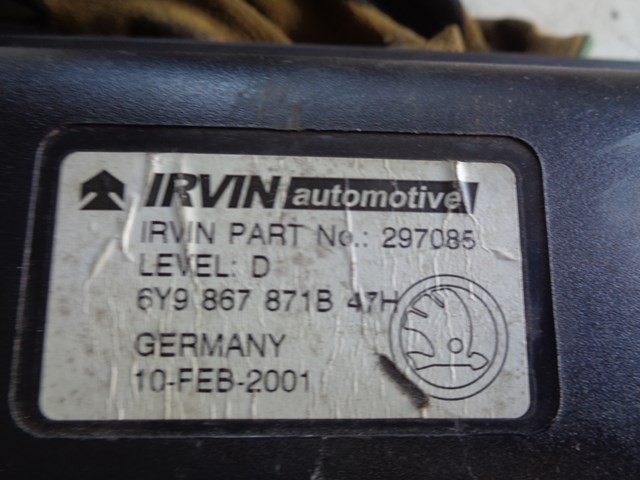 IRVIN automotive
IRVIN PART No.: 297085
LEVEL: D
6Y9 867 871B 47H
GERMANY
10-FEB-2001